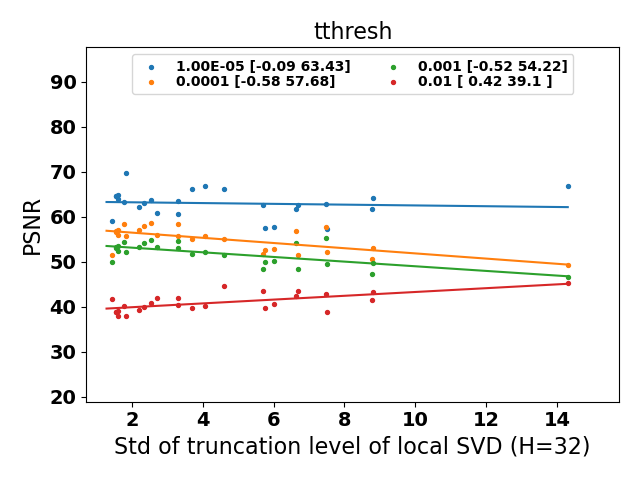 tthresh
1.00E-05 [-0.09 63.43]
0.0001 [-0.58 57.68]
0.001 [-0.52 54.22]
0.01 [ 0.42 39.1 ]
PSNR
90
80
70
60
50
40
30
20
2 4 6 8 10 12 14
Std of truncation level of local SVD (H=32)